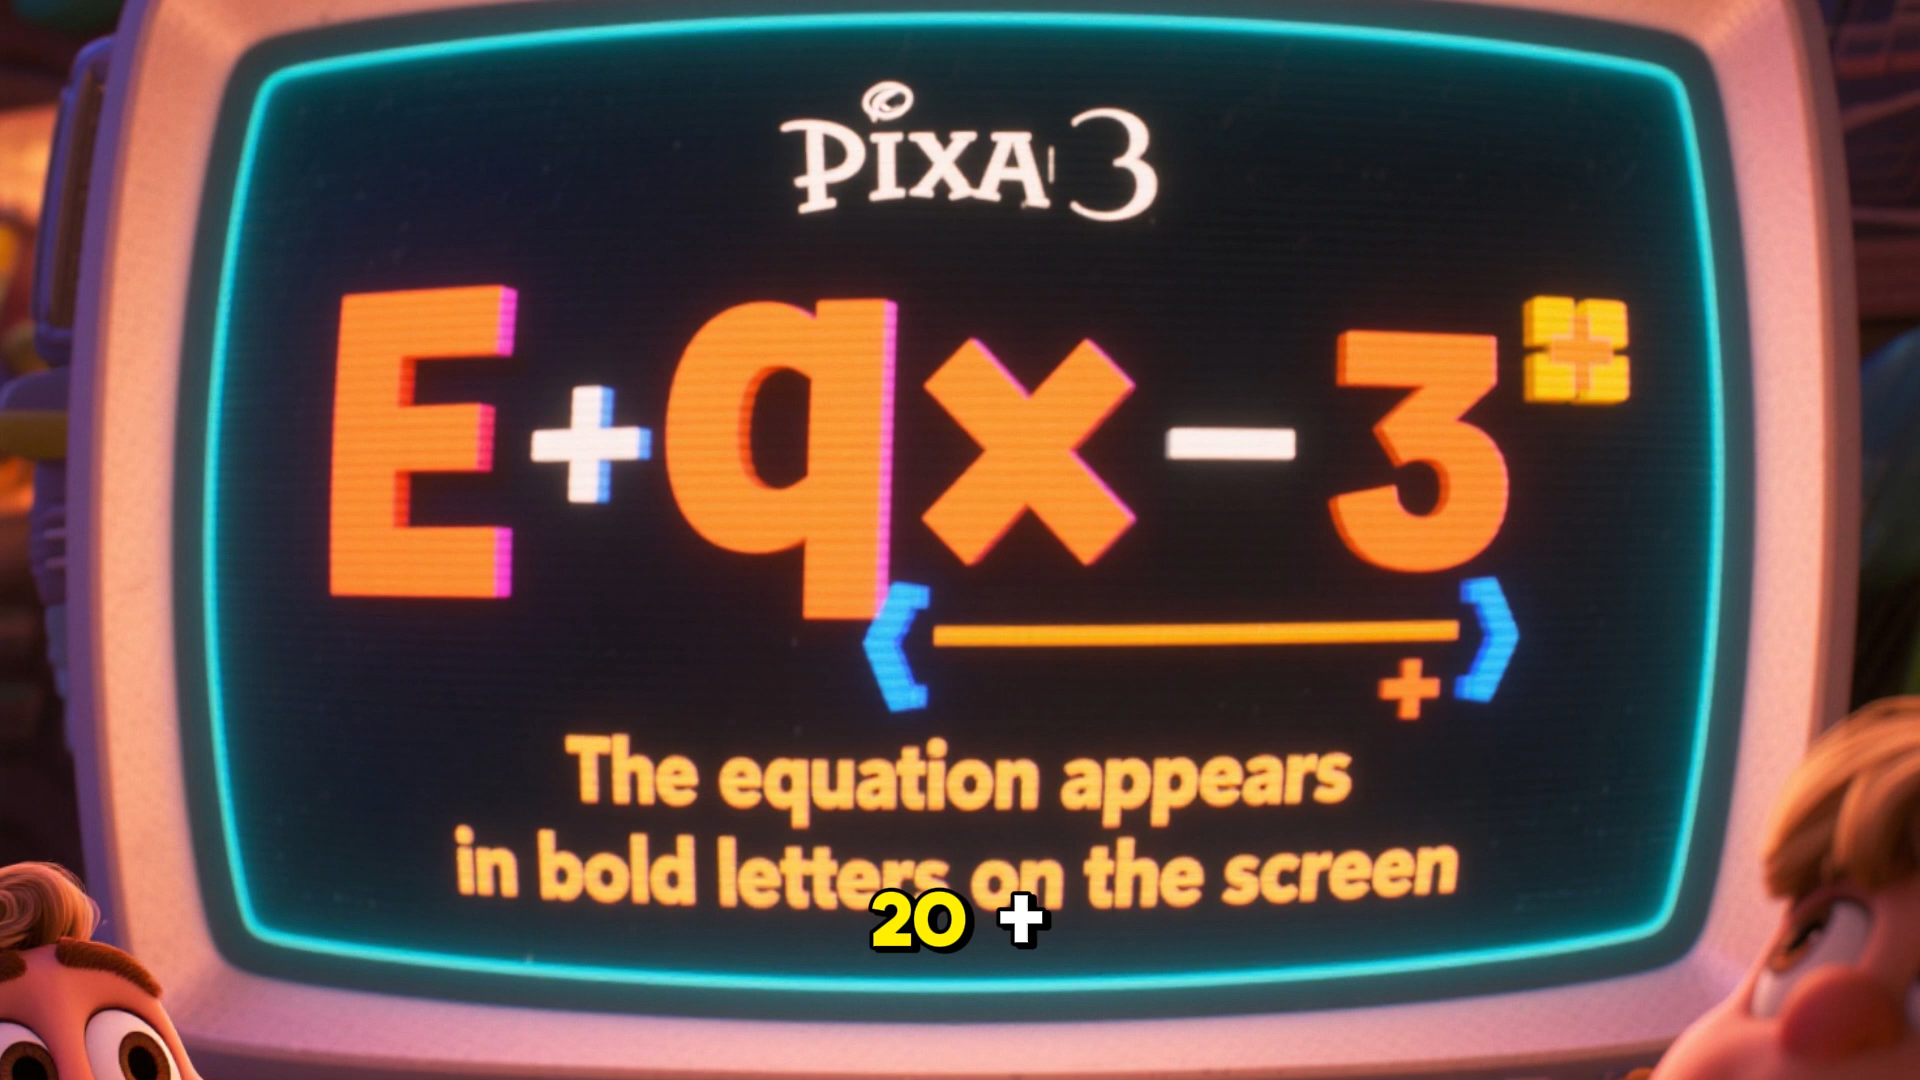 PIXA 3
E+qx-3
+
The equation appears
in bold letters on the screen
20 +